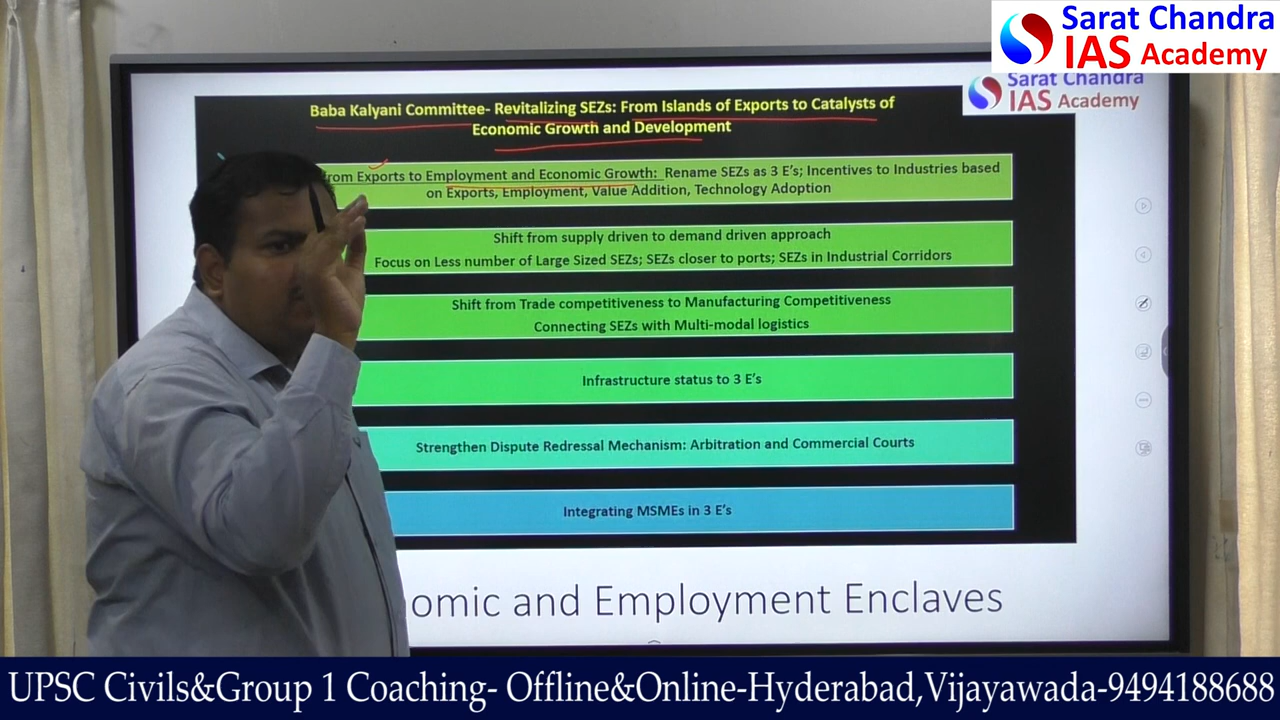 Sarat Chandra
IAS Academy
Sarat Chandra
IAS Academy
Baba Kalyani Committee- Revitalizing SEZs: From Islands of Exports to Catalysts of
Economic Growth and Development
rom Exports to Employment and Economic Growth: Rename SEZs as 3 E's; Incentives to Industries based
on Exports, Employment, Value Addition, Technology Adoption
Shift from supply driven to demand driven approach
Focus on Less number of Large Sized SEZs; SEZs closer to ports; SEZs in Industrial Corridors
Shift from Trade competitiveness to Manufacturing Competitiveness
Connecting SEZs with Multi-modal logistics
Infrastructure status to 3 E's
Strengthen Dispute Redressal Mechanism: Arbitration and Commercial Courts
Integrating MSMEs in 3 E's
omic and Employment Enclaves
UPSC Civils&Group 1 Coaching- Offline&Online-Hyderabad,Vijayawada-9494188688